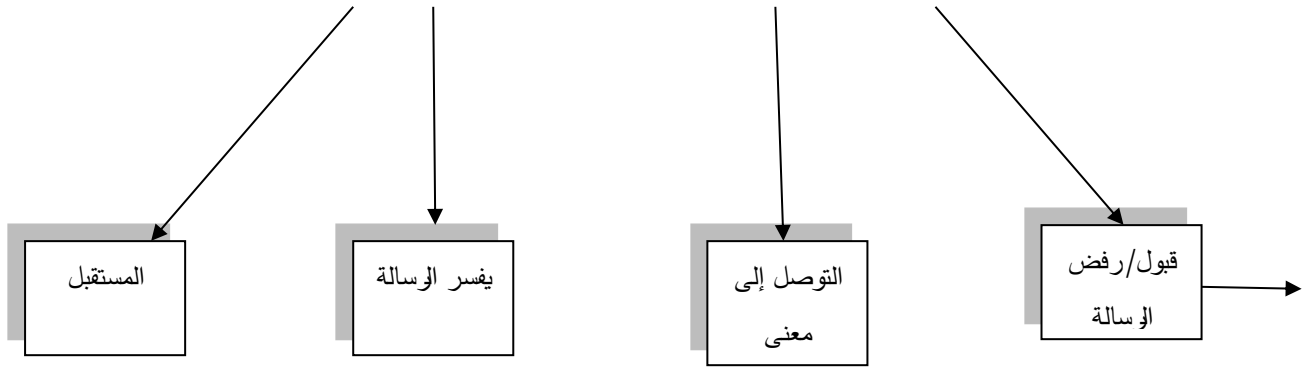 قبول/رفض
الرسالة
التوصل إلى
معنى
يفسر الرسالة
المستقبل